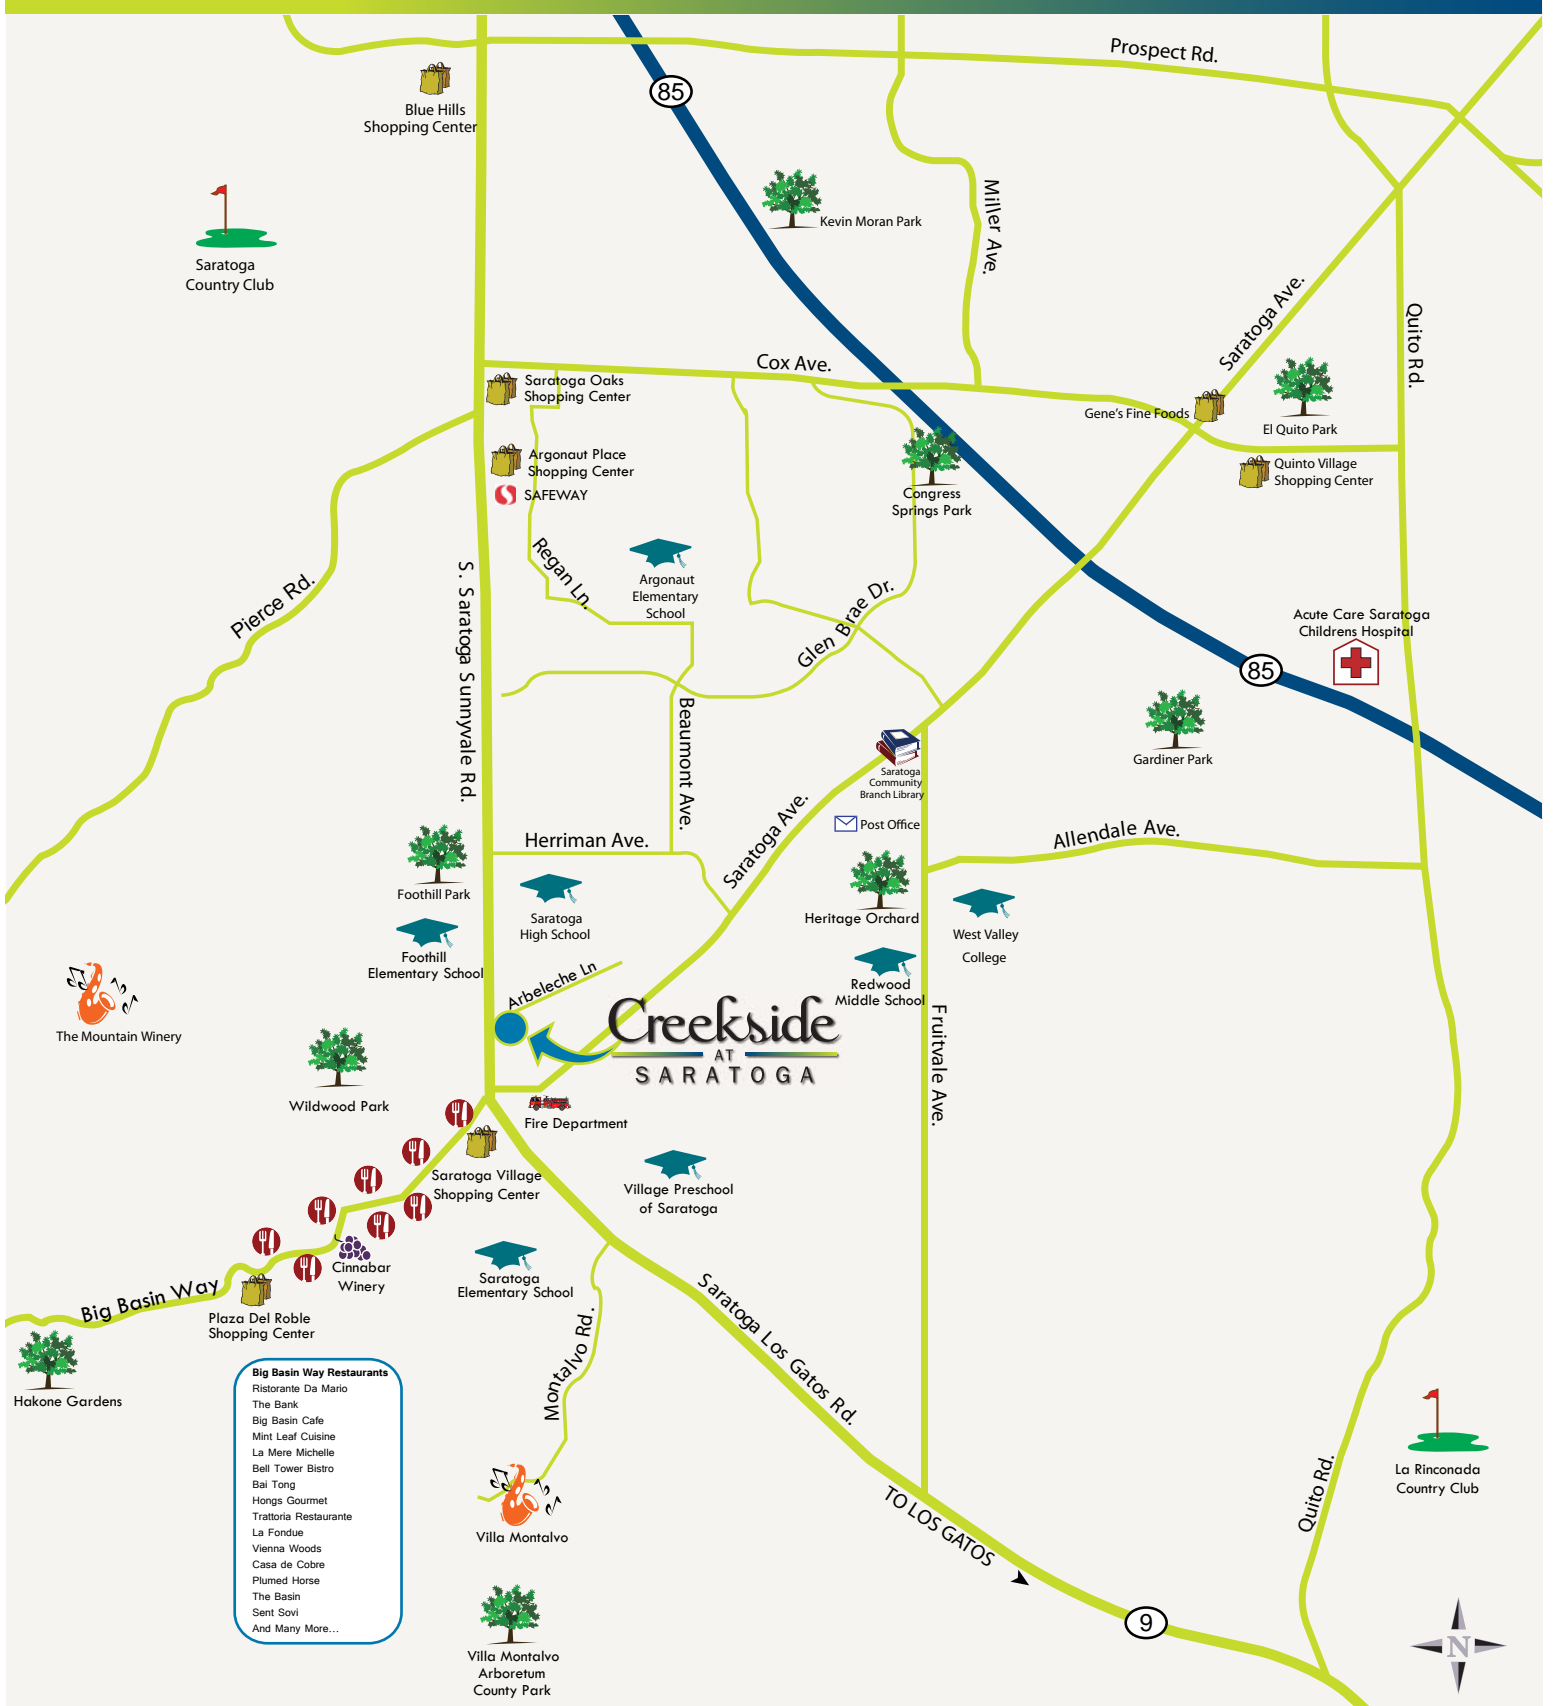 Prospect Rd.
85
Blue Hills
Shopping Center
Miller Ave.
Kevin Moran Park
Saratoga
Country Club
Saratoga Ave.
Quito Rd.
Cox Ave.
Saratoga Oaks
Shopping Center
Gene's Fine Foods
El Quito Park
Argonaut Place
Shopping Center
SAFEWAY
Quinto Village
Shopping Center
Congress
Springs Park
Regan Ln.
Argonaut
Elementary
School
Pierce Rd.
S. Saratoga Sunnyvale Rd.
Glen Brae Dr.
Acute Care Saratoga
Childrens Hospital
85
Beaumont Ave.
Gardiner Park
Saratoga
Community
Branch Library
Post Office
Saratoga Ave.
Herriman Ave.
Allendale Ave.
Foothill Park
Saratoga
High School
Heritage Orchard
West Valley
College
Foothill
Elementary School
Arbeleche Ln
Redwood
Middle School
Creekside
AT
SARATOGA
Fruitvale Ave.
The Mountain Winery
Wildwood Park
Fire Department
Saratoga Village
Shopping Center
Village Preschool
of Saratoga
Cinnabar
Winery
Saratoga
Elementary School
Big Basin Way
Plaza Del Roble
Shopping Center
Saratoga Los Gatos Rd.
Montalvo Rd.
Hakone Gardens
Big Basin Way Restaurants
Ristorante Da Mario
The Bank
Big Basin Cafe
Mint Leaf Cuisine
La Mere Michelle
Bell Tower Bistro
Bai Tong
Hongs Gourmet
Trattoria Restaurante
La Fondue
Vienna Woods
Casa de Cobre
Plumed Horse
The Basin
Sent Sovi
And Many More...
La Rinconada
Country Club
Quito Rd.
TO LOS GATOS
Villa Montalvo
9
N
Villa Montalvo
Arboretum
County Park